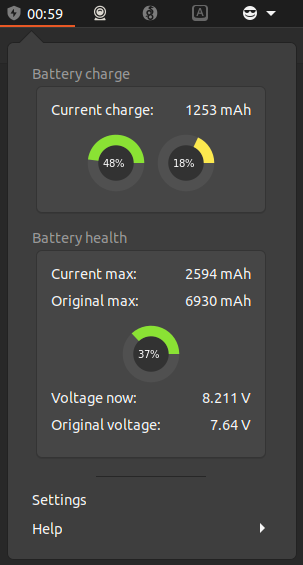 00:59
A
Battery charge
Current charge: 1253 mAh
48% 18%
Battery health
Current max: 2594 mAh
Original max: 6930 mAh
37%
Voltage now: 8.211 V
Original voltage: 7.64 V
Settings
Help